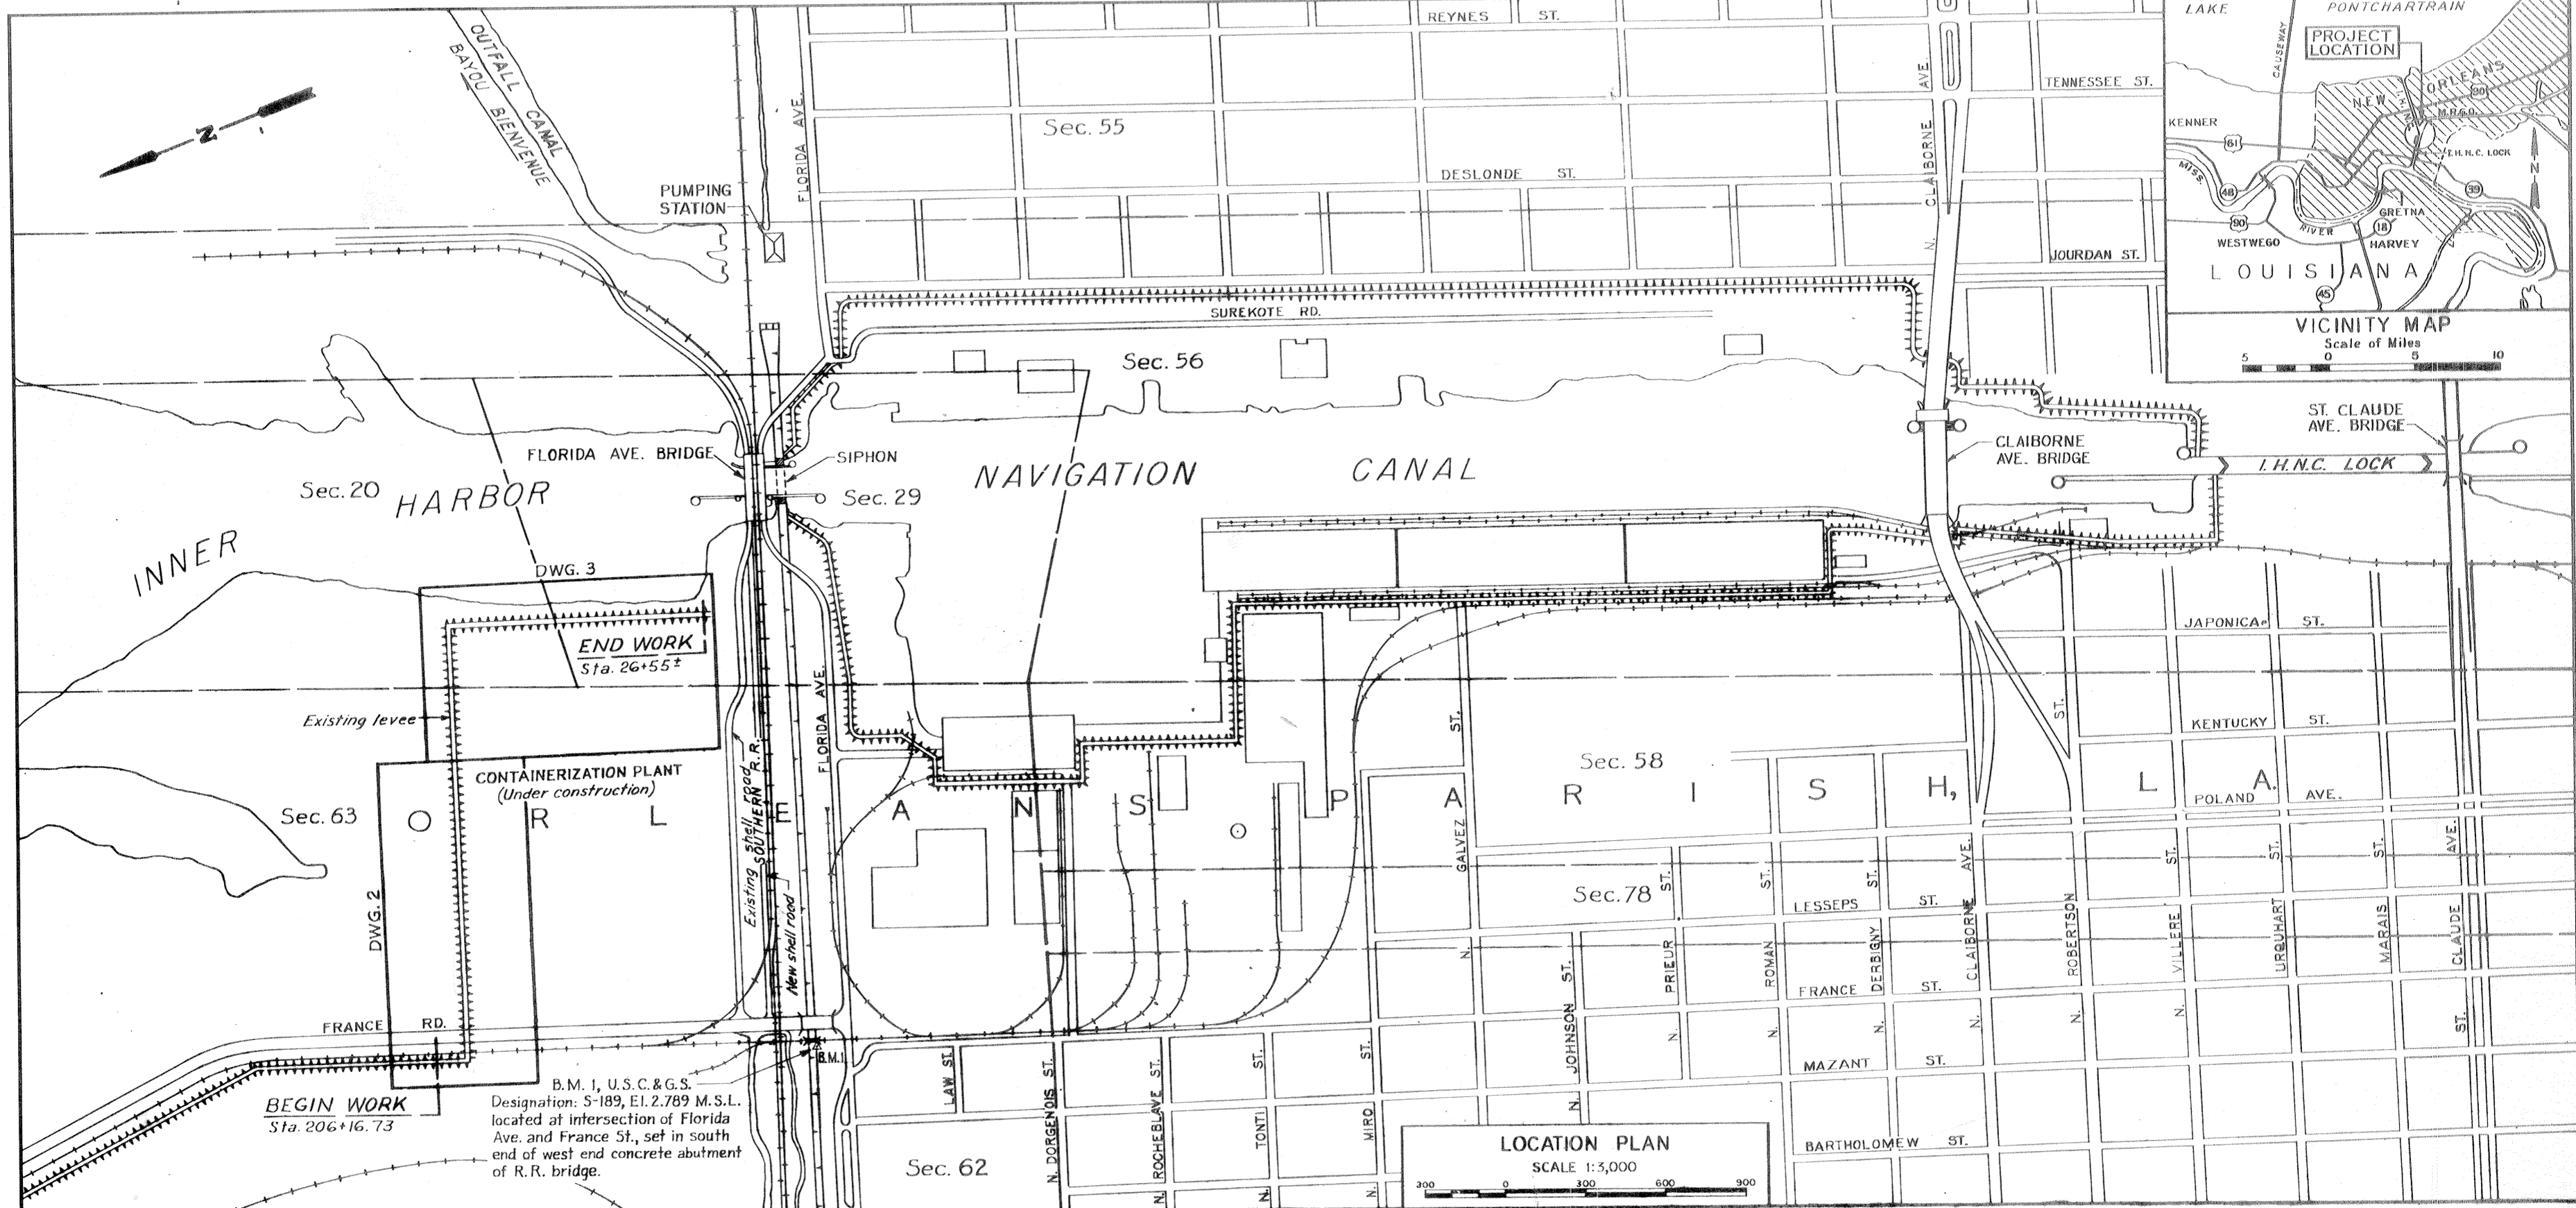 REYNES ST.
OUTFALL CANAL
BAYOU BIENVENUE
N
PUMPING
STATION
FLORIDA AVE.
Sec. 55
DESLONDE ST.
N. CLAIBORNE AVE.
TENNESSEE ST.
JOURDAN ST.
LAKE PONTCHARTRAIN
CAUSEWAY
PROJECT
LOCATION
NEW ORLEANS
90
M.R.G.O.
I.H.N.C.
KENNER
61
I.H.N.C. LOCK
N
MISS.
48
39
90
GRETNA
18
RIVER
WESTWEGO
HARVEY
LOUISIANA
45
VICINITY MAP
Scale of Miles
5 0 5 10
SUREKOTE RD.
Sec. 56
FLORIDA AVE. BRIDGE
SIPHON
Sec. 20
Sec. 29
INNER HARBOR NAVIGATION CANAL
CLAIBORNE
AVE. BRIDGE
ST. CLAUDE
AVE. BRIDGE
I.H.N.C. LOCK
DWG. 3
END WORK
Sta. 26+55±
Existing levee
CONTAINERIZATION PLANT
(Under construction)
Sec. 63
ORLEANS PARISH, LA.
DWG. 2
Existing shell road
SOUTHERN R.R.
New shell road
FLORIDA AVE.
JAPONICA ST.
KENTUCKY ST.
POLAND AVE.
Sec. 58
Sec. 78
LESSEPS ST.
FRANCE ST.
MAZANT ST.
BARTHOLOMEW ST.
N. GALVEZ ST.
N. JOHNSON ST.
N. PRIEUR ST.
N. ROMAN ST.
N. DERBIGNY ST.
N. CLAIBORNE AVE.
N. ROBERTSON ST.
N. VILLERE ST.
URQUHART ST.
MARAIS ST.
ST. CLAUDE AVE.
FRANCE RD.
B.M.1
BEGIN WORK
Sta. 206+16.73
B.M. 1, U.S.C.&G.S.
Designation: S-189, El. 2.789 M.S.L.
located at intersection of Florida
Ave. and France St., set in south
end of west end concrete abutment
of R.R. bridge.
LAW ST.
N. DORGENOIS ST.
N. ROCHEBLAVE ST.
N. TONTI ST.
N. MIRO ST.
Sec. 62
LOCATION PLAN
SCALE 1:3,000
300 0 300 600 900